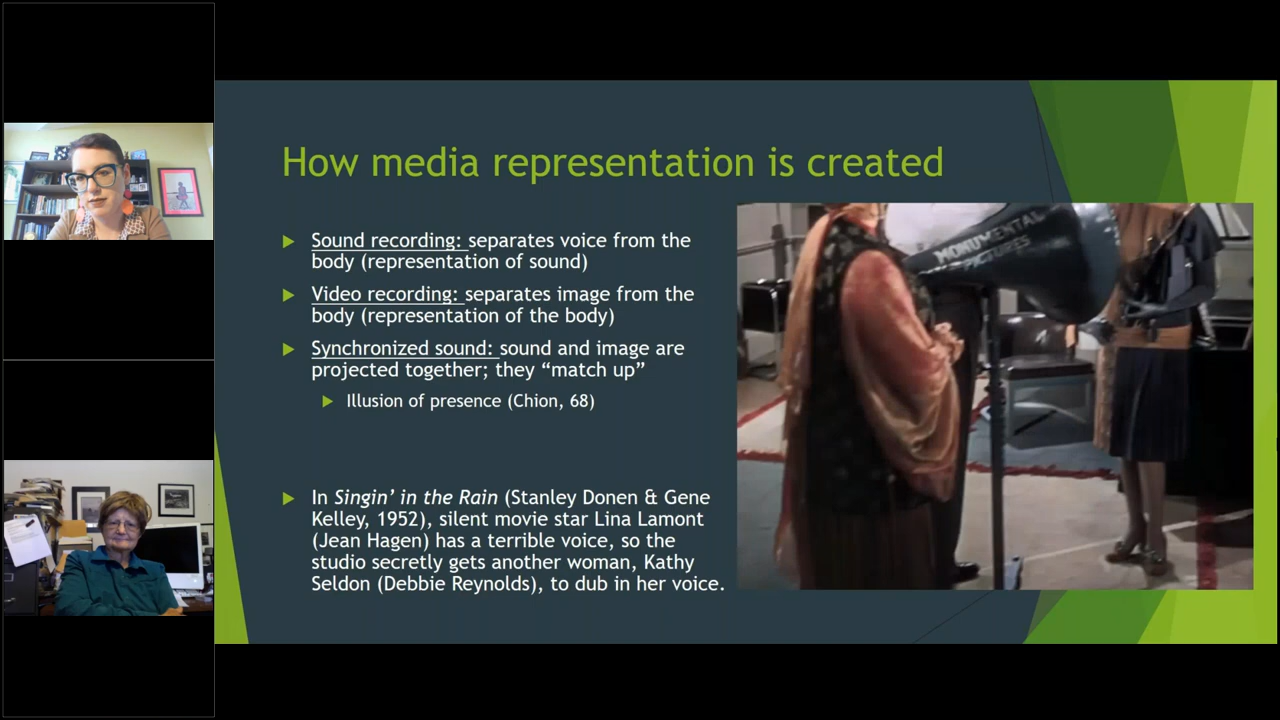 How media representation is created
Sound recording: separates voice from the
body (representation of sound)
Video recording: separates image from the
body (representation of the body)
Synchronized sound: sound and image are
projected together; they “match up”
Illusion of presence (Chion, 68)
In Singin’ in the Rain (Stanley Donen & Gene
Kelley, 1952), silent movie star Lina Lamont
(Jean Hagen) has a terrible voice, so the
studio secretly gets another woman, Kathy
Seldon (Debbie Reynolds), to dub in her voice.
MONUMENTAL
PICTURES